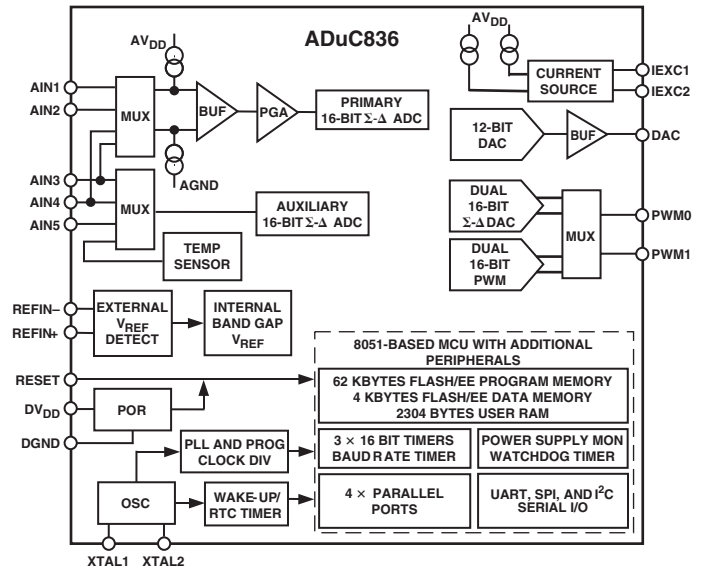 ADuC836
AV_DD
AV_DD
AIN1
AIN2
MUX
BUF
PGA
PRIMARY
16-BIT Σ-Δ ADC
CURRENT
SOURCE
IEXC1
IEXC2
12-BIT
DAC
BUF
DAC
AGND
AIN3
AIN4
AIN5
MUX
AUXILIARY
16-BIT Σ-Δ ADC
TEMP
SENSOR
DUAL
16-BIT
Σ-Δ DAC
DUAL
16-BIT
PWM
MUX
PWM0
PWM1
REFIN–
REFIN+
EXTERNAL
V_REF
DETECT
INTERNAL
BAND GAP
V_REF
RESET
DV_DD
DGND
POR
8051-BASED MCU WITH ADDITIONAL
PERIPHERALS
62 KBYTES FLASH/EE PROGRAM MEMORY
4 KBYTES FLASH/EE DATA MEMORY
2304 BYTES USER RAM
PLL AND PROG
CLOCK DIV
3 × 16 BIT TIMERS
BAUD RATE TIMER
POWER SUPPLY MON
WATCHDOG TIMER
OSC
WAKE-UP/
RTC TIMER
4 × PARALLEL
PORTS
UART, SPI, AND I²C
SERIAL I/O
XTAL1
XTAL2